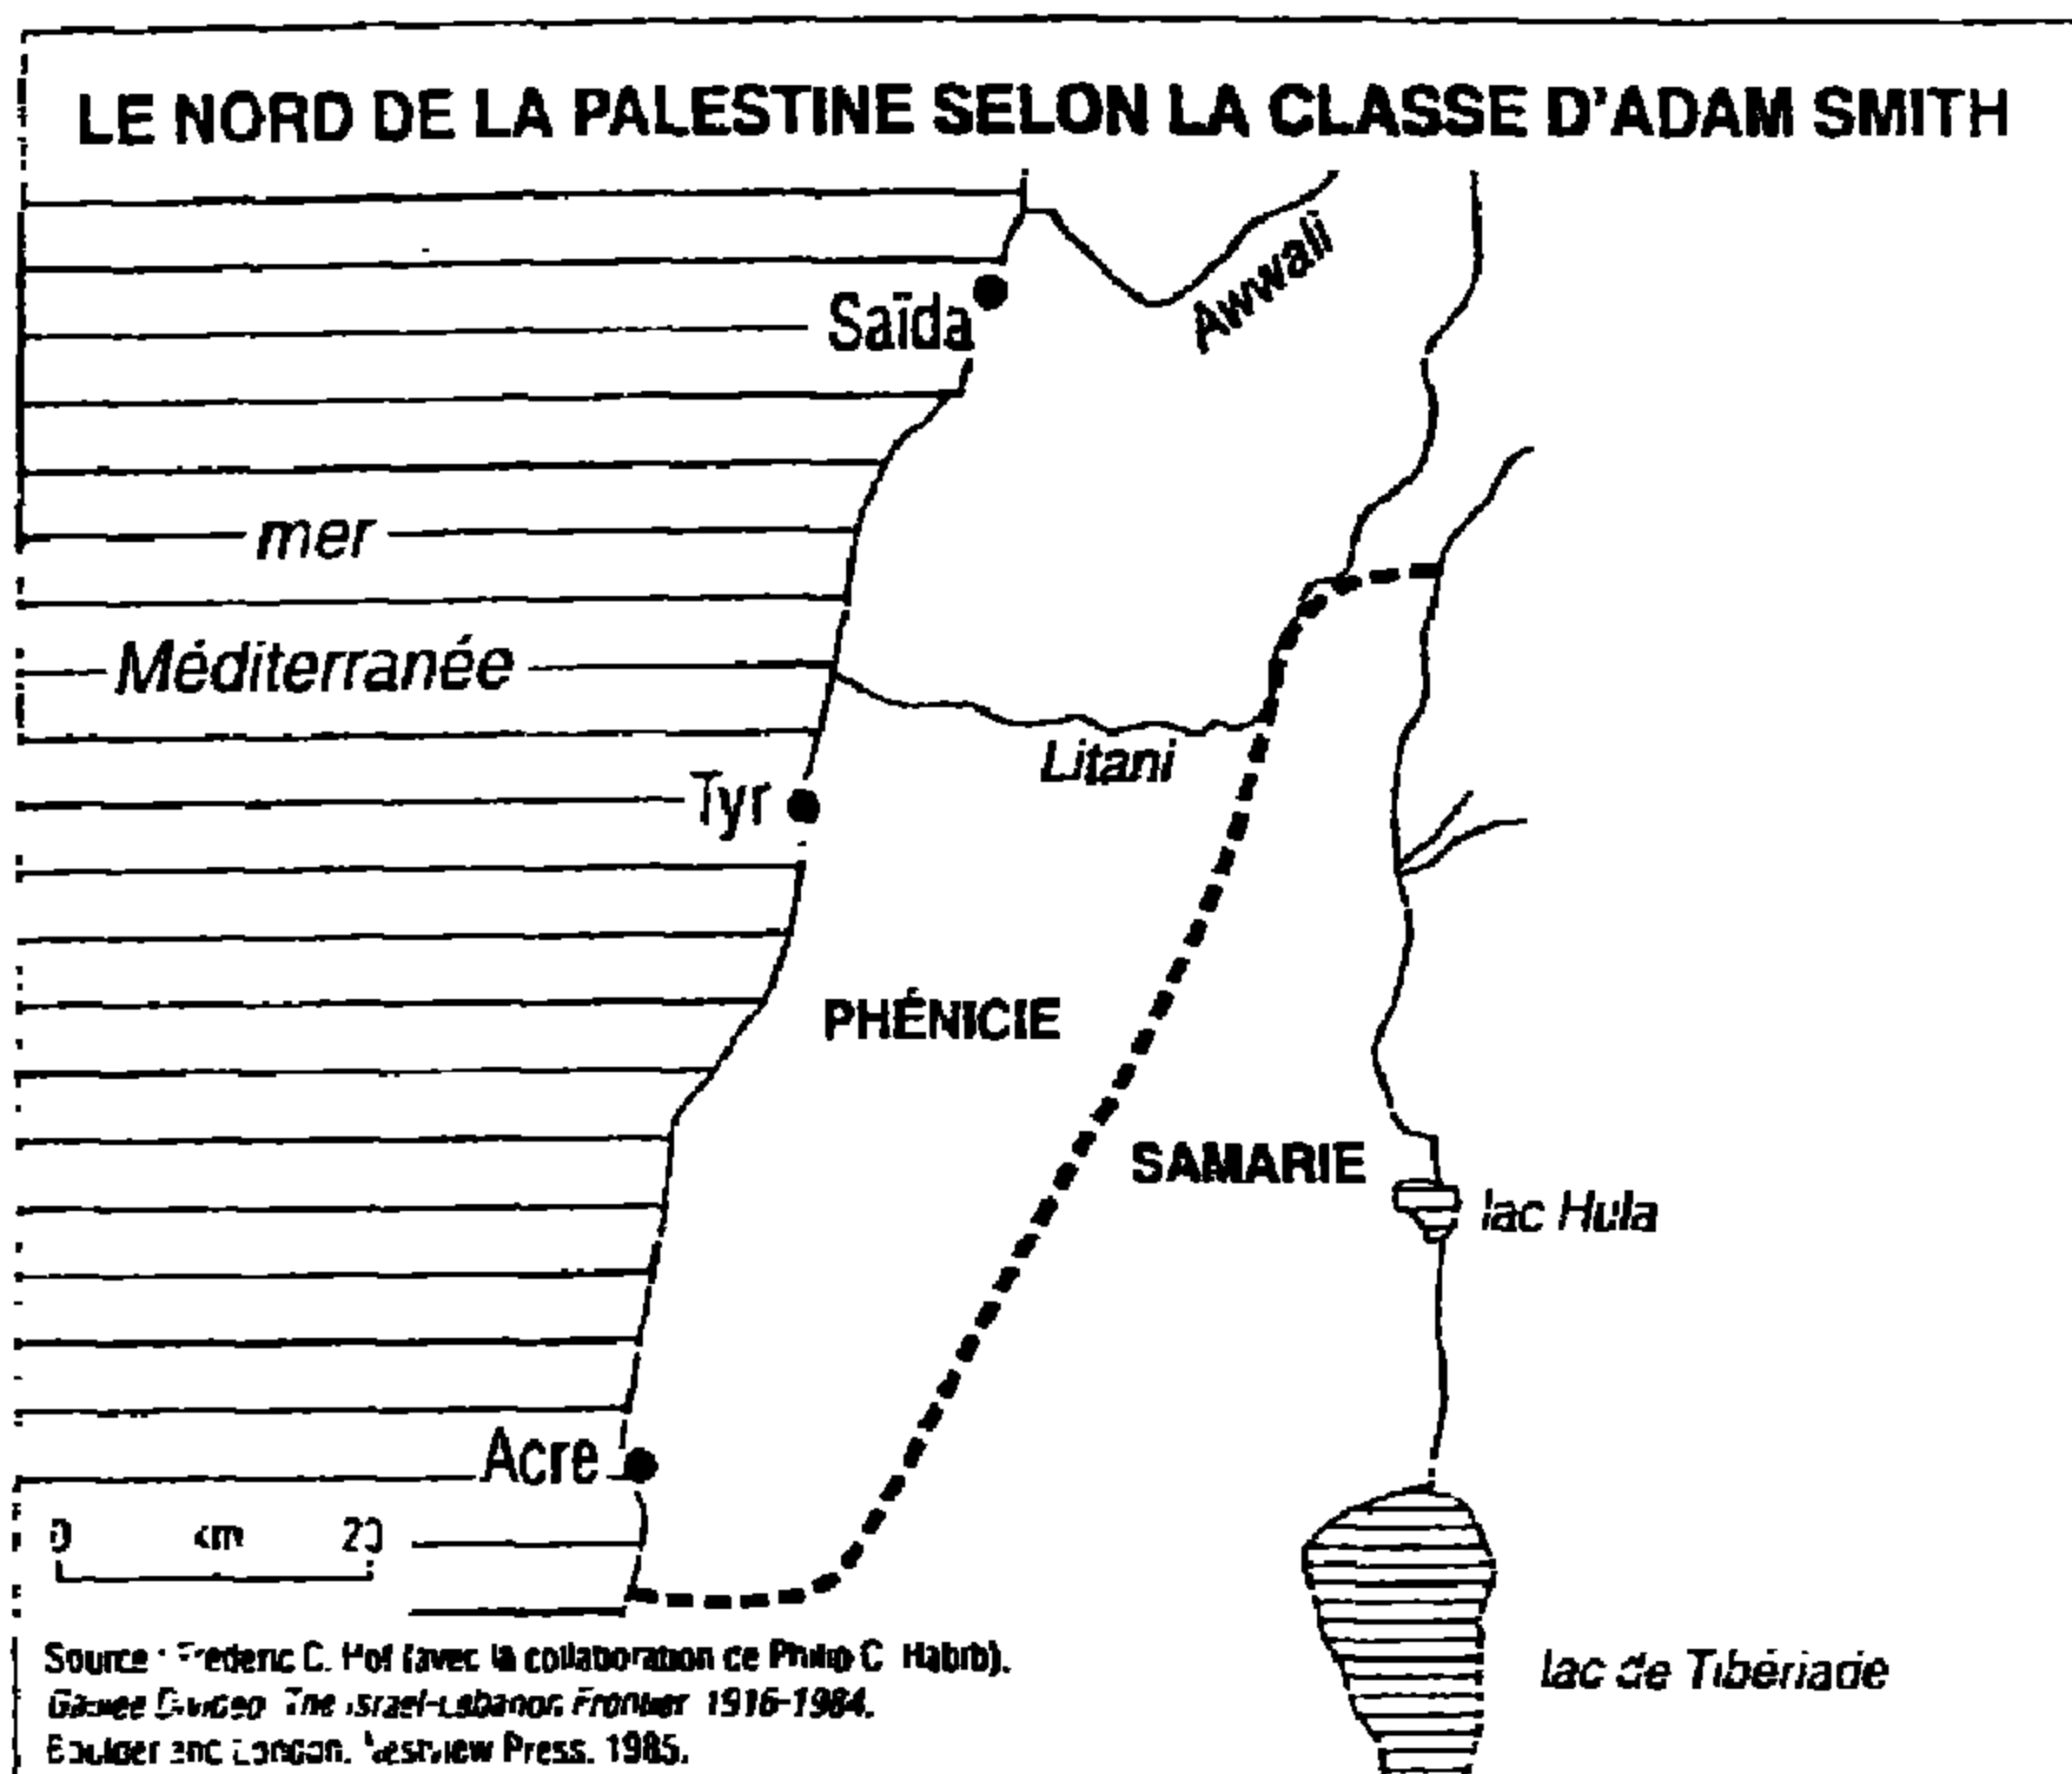 LE NORD DE LA PALESTINE SELON LA CLASSE D'ADAM SMITH
Awwali
Saïda
mer
Méditerranée
Litani
Tyr
PHÉNICIE
SAMARIE
lac Hula
Acre
0 km 20
Source : Frederic C. Hof (avec la collaboration de Philip C. Habib).
Galilee Divided. The Israel-Lebanon Frontier 1916-1984.
Boulder and London, Westview Press, 1985.
lac de Tibériade